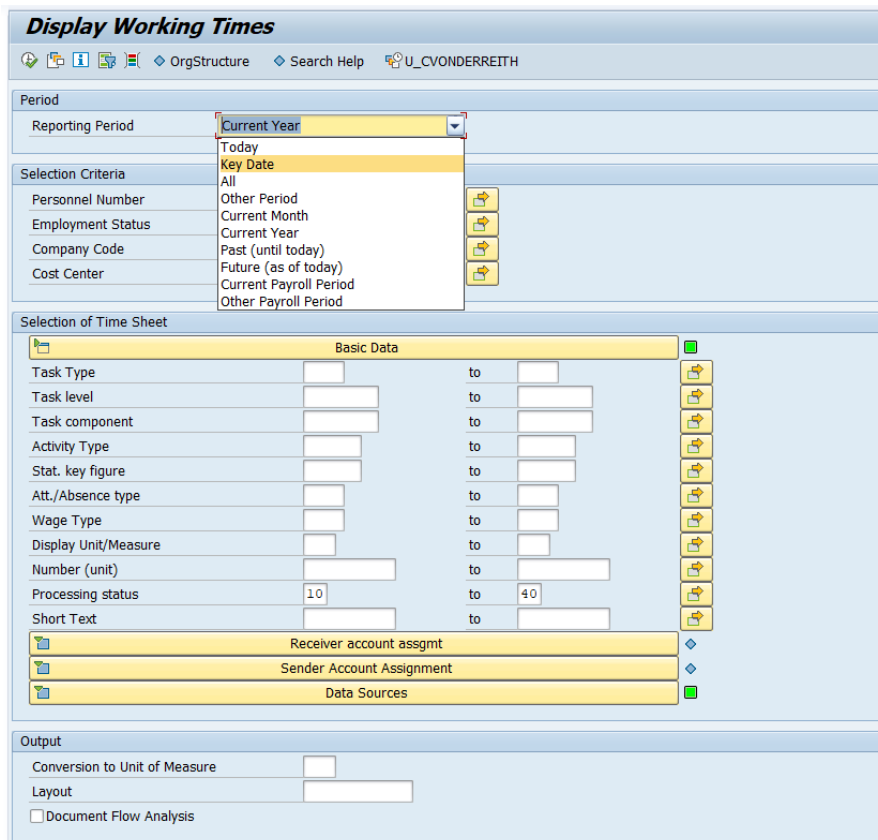 Display Working Times
OrgStructure Search Help U_CVONDERREITH
Period
Reporting Period Current Year
Today
Key Date
All
Other Period
Current Month
Current Year
Past (until today)
Future (as of today)
Current Payroll Period
Other Payroll Period
Selection Criteria
Personnel Number
Employment Status
Company Code
Cost Center
Selection of Time Sheet
Basic Data
Task Type to
Task level to
Task component to
Activity Type to
Stat. key figure to
Att./Absence type to
Wage Type to
Display Unit/Measure to
Number (unit) to
Processing status 10 to 40
Short Text to
Receiver account assgmt
Sender Account Assignment
Data Sources
Output
Conversion to Unit of Measure
Layout
Document Flow Analysis